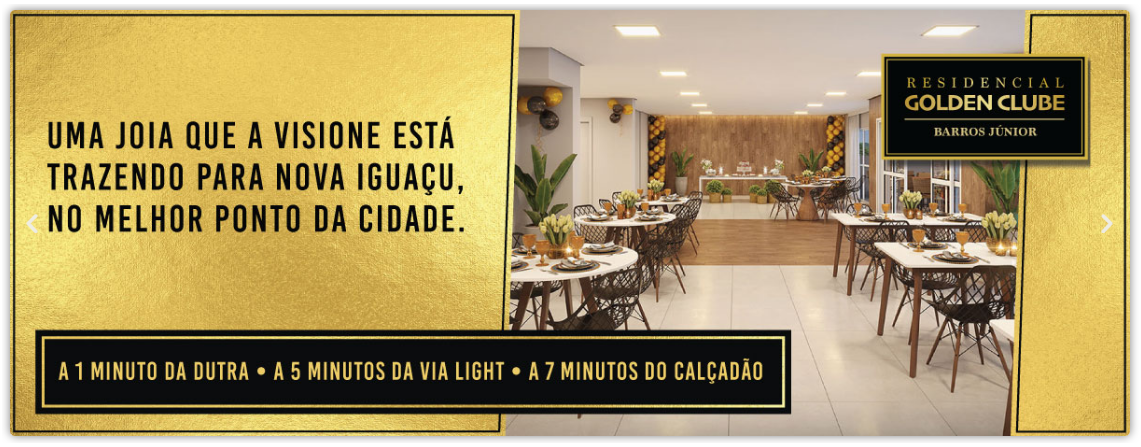 UMA JOIA QUE A VISIONE ESTÁ
TRAZENDO PARA NOVA IGUAÇU,
NO MELHOR PONTO DA CIDADE.
RESIDENCIAL
GOLDEN CLUBE
BARROS JÚNIOR
A 1 MINUTO DA DUTRA • A 5 MINUTOS DA VIA LIGHT • A 7 MINUTOS DO CALÇADÃO